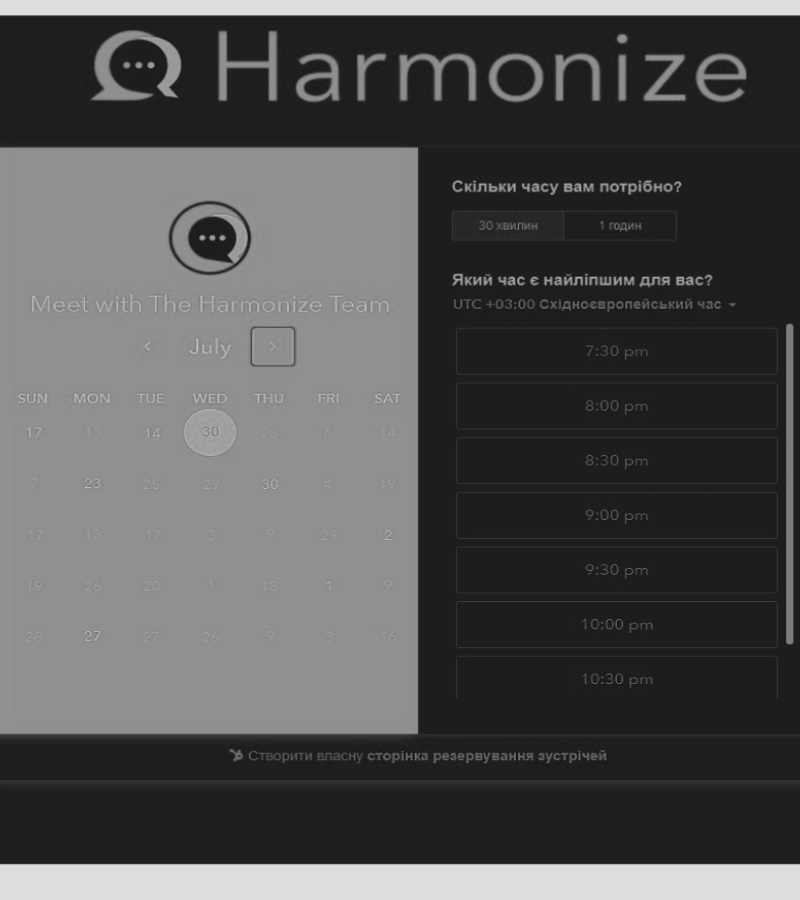 Harmonize
Meet with The Harmonize Team
July
SUN MON TUE WED THU FRI SAT
17 13 14 30 28 6 14
7 23 25 29 30 4 19
17 13 17 3 9 29 2
19 26 20 1 18 1 9
28 27 27 26 9 3 16
Скільки часу вам потрібно?
30 хвилин 1 годин
Який час є найліпшим для вас?
UTC +03:00 Східноєвропейський час
7:30 pm
8:00 pm
8:30 pm
9:00 pm
9:30 pm
10:00 pm
10:30 pm
Створити власну сторінка резервування зустрічей